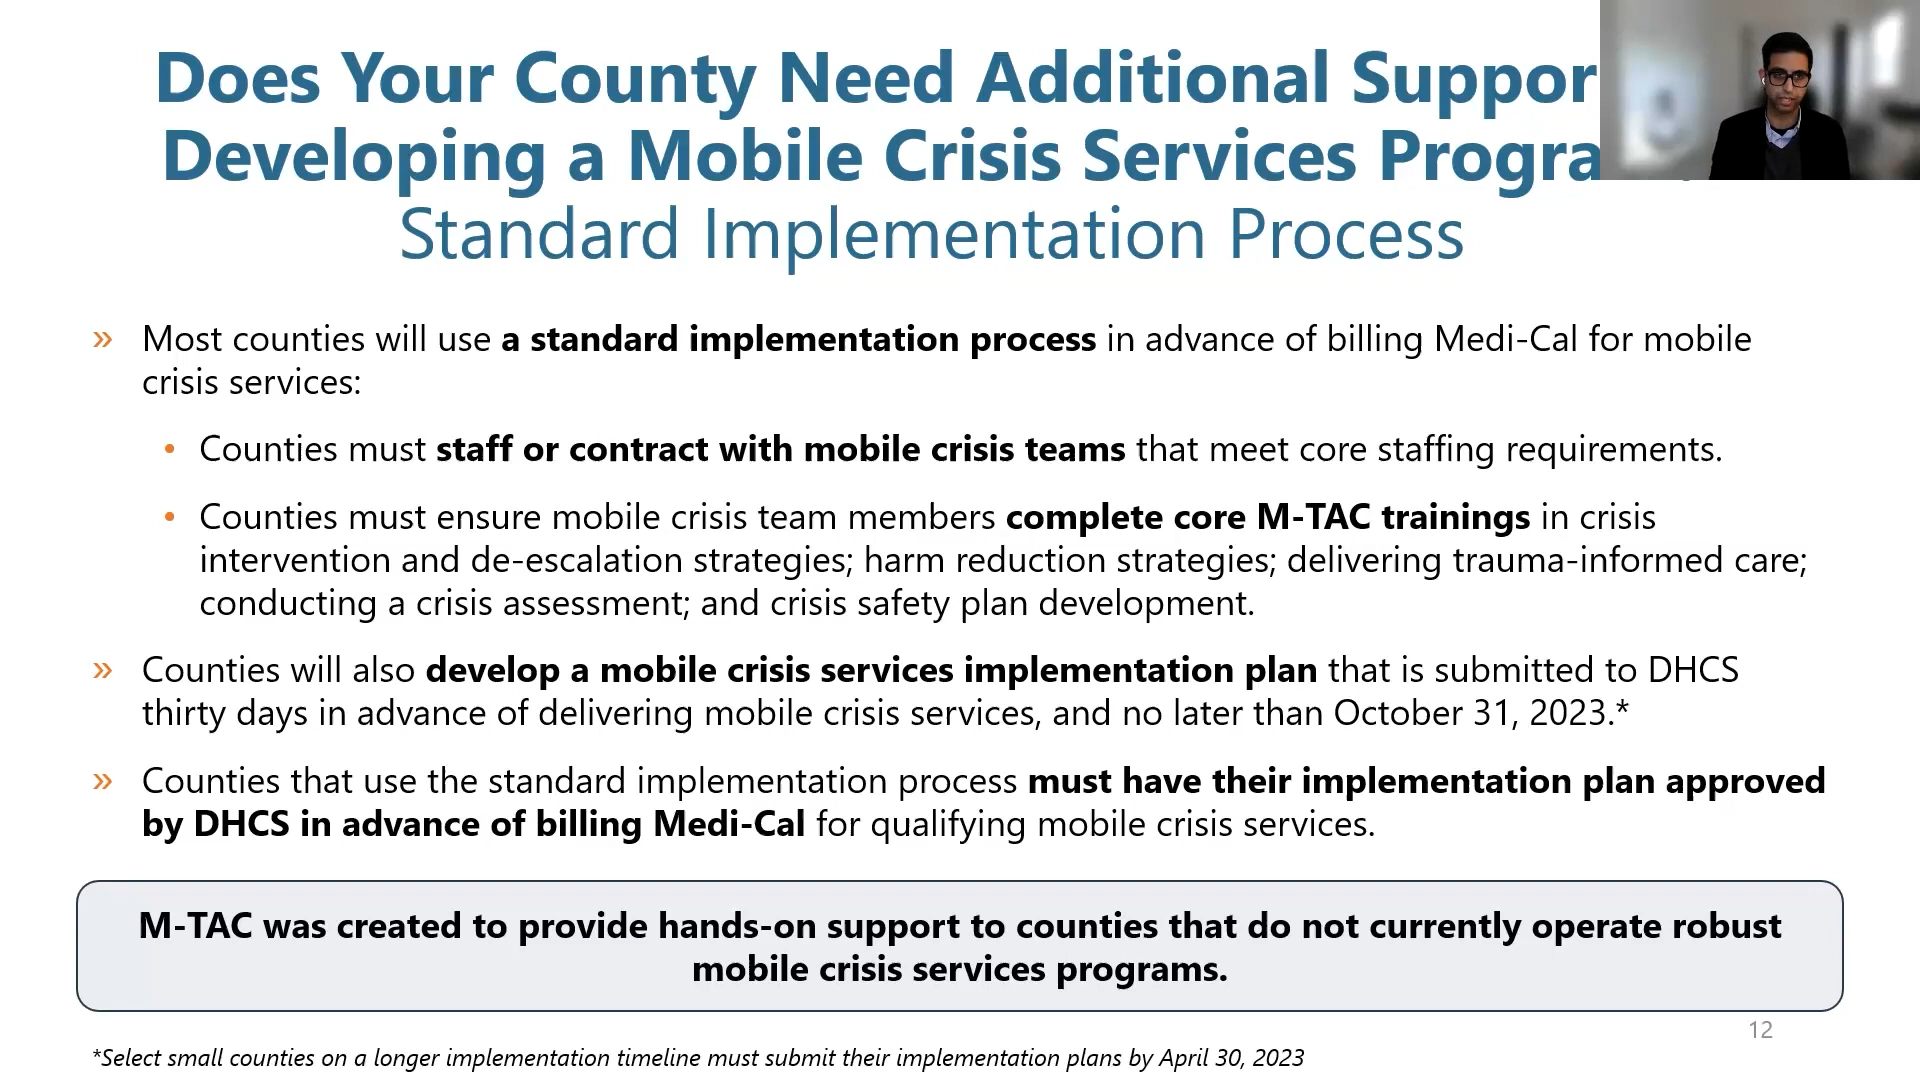 Does Your County Need Additional Suppor
Developing a Mobile Crisis Services Progra
Standard Implementation Process
» Most counties will use a standard implementation process in advance of billing Medi-Cal for mobile
crisis services:
• Counties must staff or contract with mobile crisis teams that meet core staffing requirements.
• Counties must ensure mobile crisis team members complete core M-TAC trainings in crisis
intervention and de-escalation strategies; harm reduction strategies; delivering trauma-informed care;
conducting a crisis assessment; and crisis safety plan development.
» Counties will also develop a mobile crisis services implementation plan that is submitted to DHCS
thirty days in advance of delivering mobile crisis services, and no later than October 31, 2023.*
» Counties that use the standard implementation process must have their implementation plan approved
by DHCS in advance of billing Medi-Cal for qualifying mobile crisis services.
M-TAC was created to provide hands-on support to counties that do not currently operate robust
mobile crisis services programs.
12
*Select small counties on a longer implementation timeline must submit their implementation plans by April 30, 2023